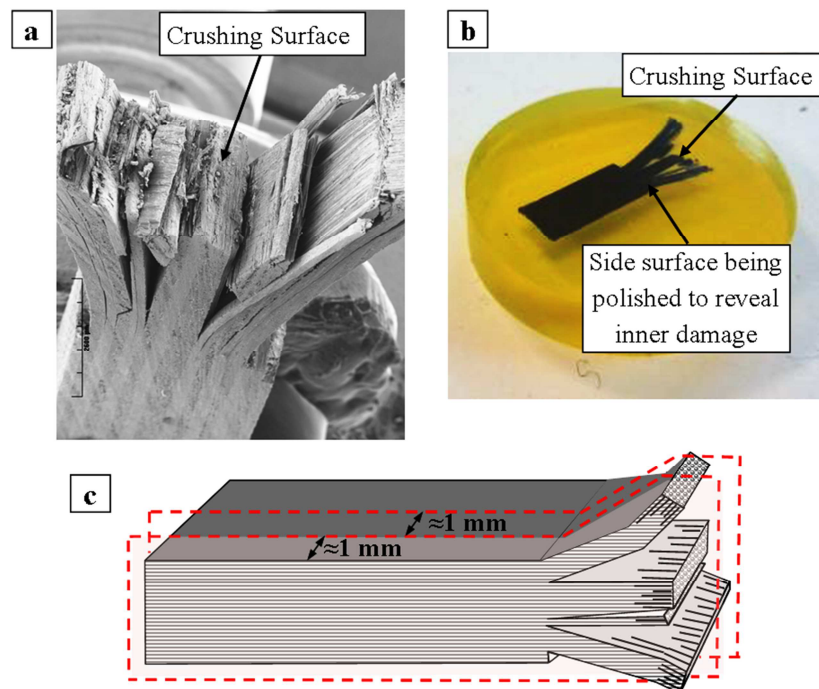 a
Crushing Surface
b
Crushing Surface
Side surface being
polished to reveal
inner damage
c
≈1 mm
≈1 mm